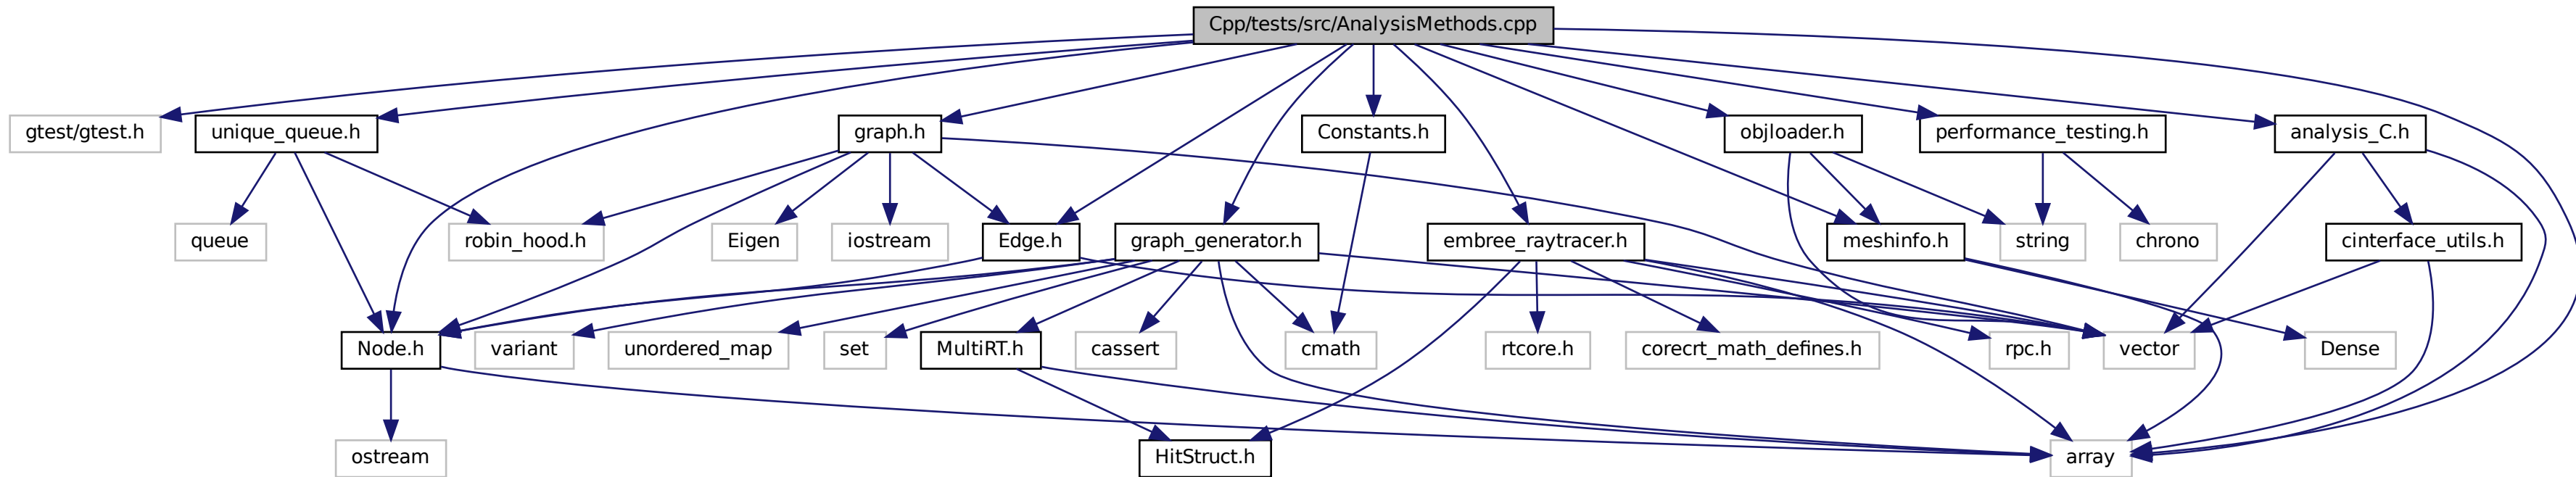 Cpp/tests/src/AnalysisMethods.cpp
gtest/gtest.h
unique_queue.h
graph.h
Constants.h
objloader.h
performance_testing.h
analysis_C.h
queue
robin_hood.h
Eigen
iostream
Edge.h
graph_generator.h
embree_raytracer.h
meshinfo.h
string
chrono
cinterface_utils.h
Node.h
variant
unordered_map
set
MultiRT.h
cassert
cmath
rtcore.h
corecrt_math_defines.h
rpc.h
vector
Dense
ostream
HitStruct.h
array